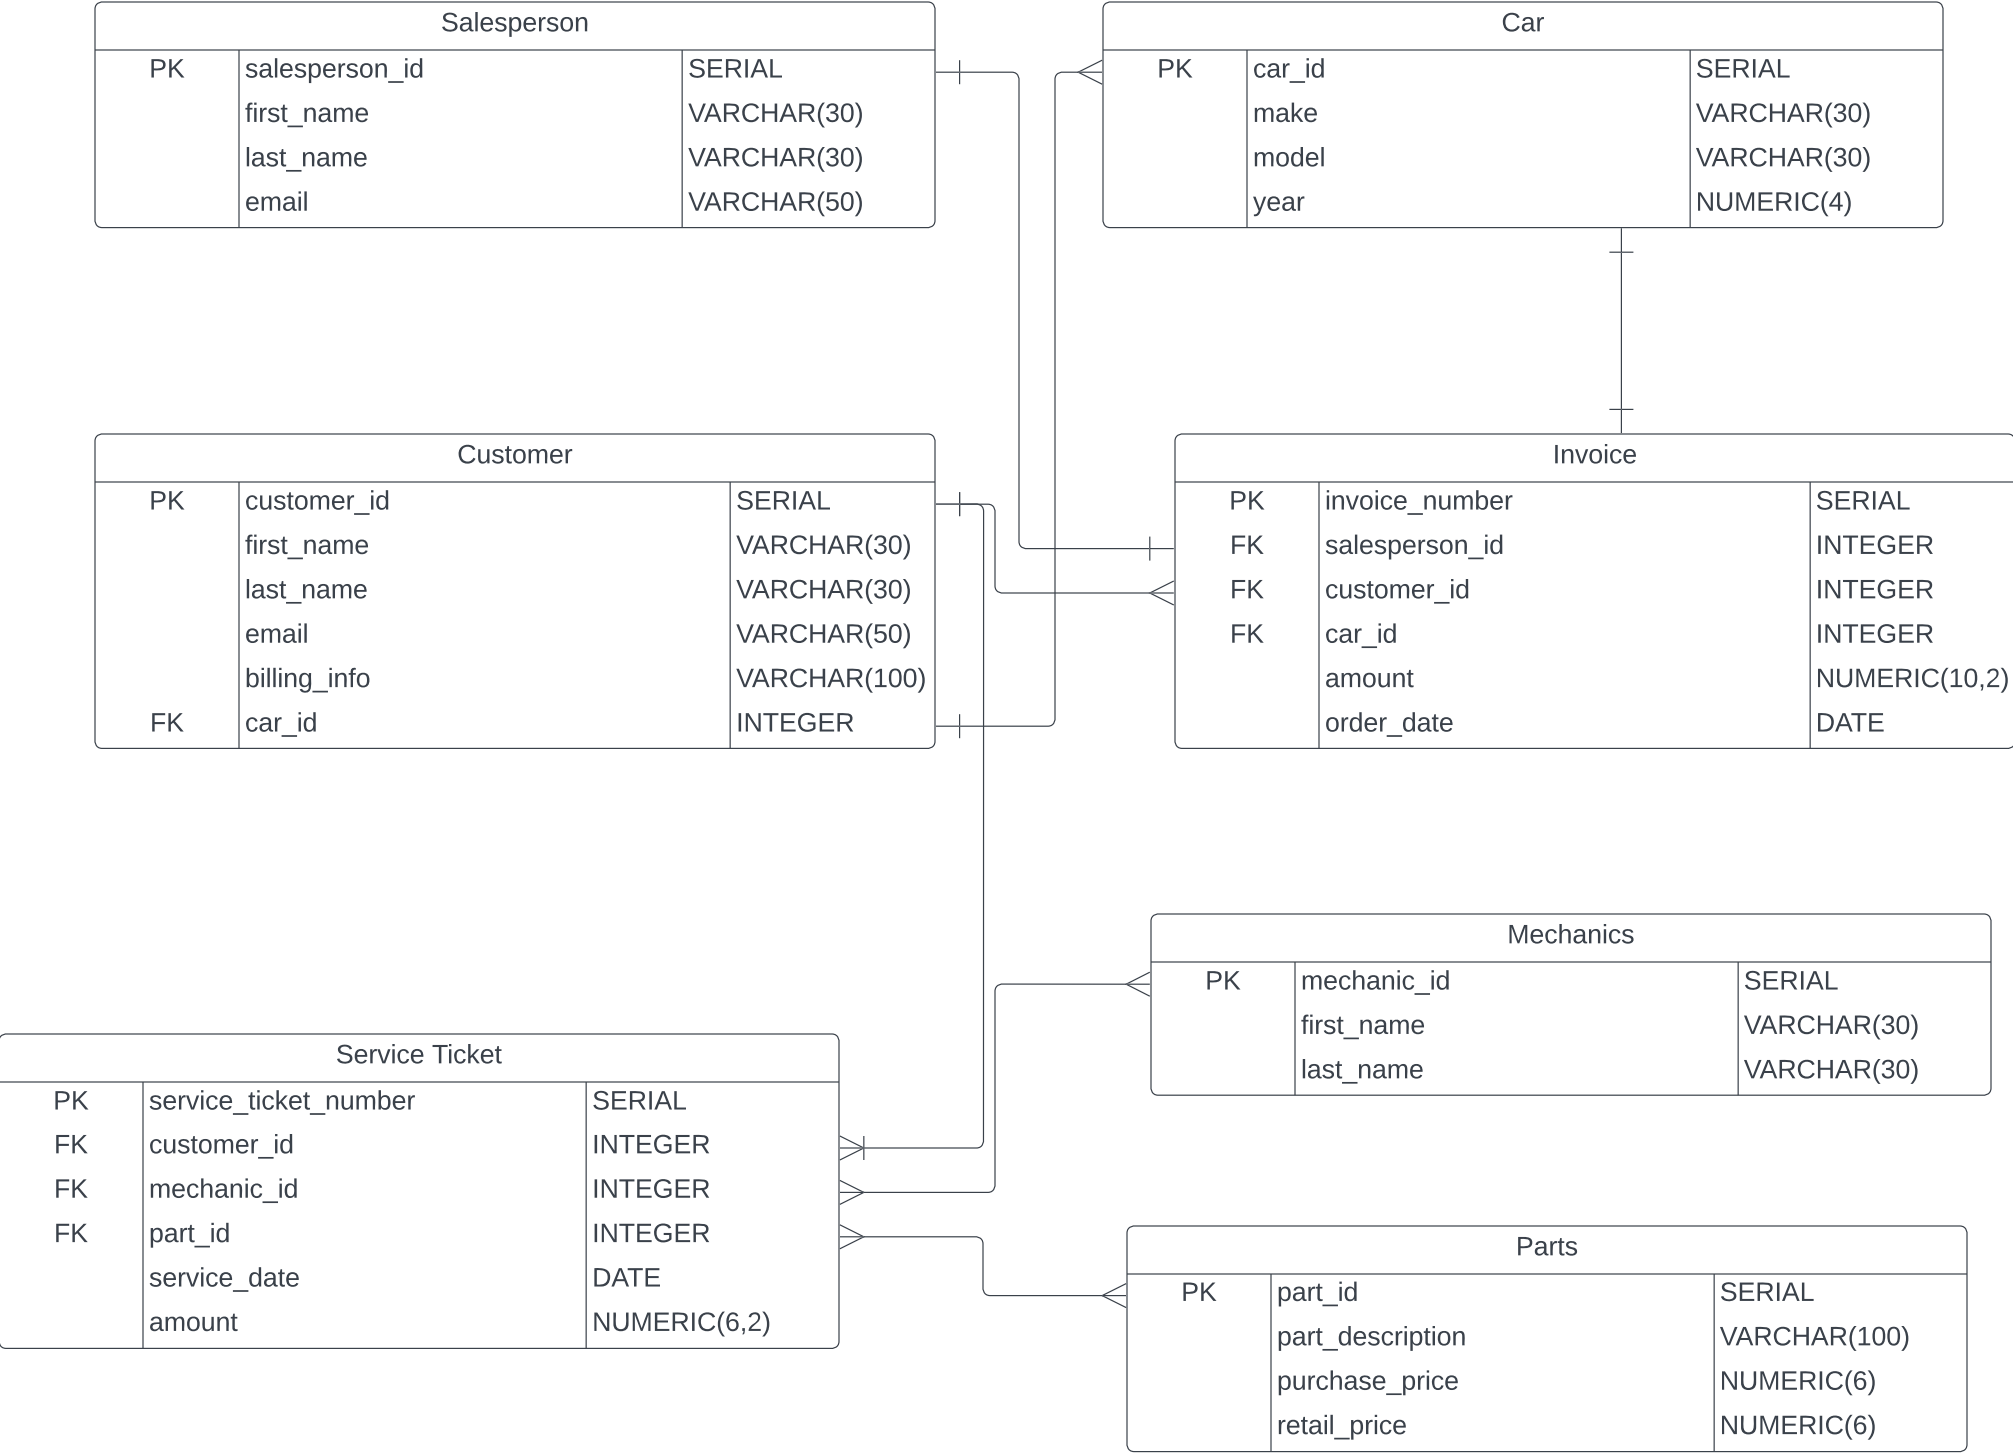 Salesperson
PK salesperson_id SERIAL
first_name VARCHAR(30)
last_name VARCHAR(30)
email VARCHAR(50)
Car
PK car_id SERIAL
make VARCHAR(30)
model VARCHAR(30)
year NUMERIC(4)
Customer
PK customer_id SERIAL
first_name VARCHAR(30)
last_name VARCHAR(30)
email VARCHAR(50)
billing_info VARCHAR(100)
FK car_id INTEGER
Invoice
PK invoice_number SERIAL
FK salesperson_id INTEGER
FK customer_id INTEGER
FK car_id INTEGER
amount NUMERIC(10,2)
order_date DATE
Mechanics
PK mechanic_id SERIAL
first_name VARCHAR(30)
last_name VARCHAR(30)
Service Ticket
PK service_ticket_number SERIAL
FK customer_id INTEGER
FK mechanic_id INTEGER
FK part_id INTEGER
service_date DATE
amount NUMERIC(6,2)
Parts
PK part_id SERIAL
part_description VARCHAR(100)
purchase_price NUMERIC(6)
retail_price NUMERIC(6)